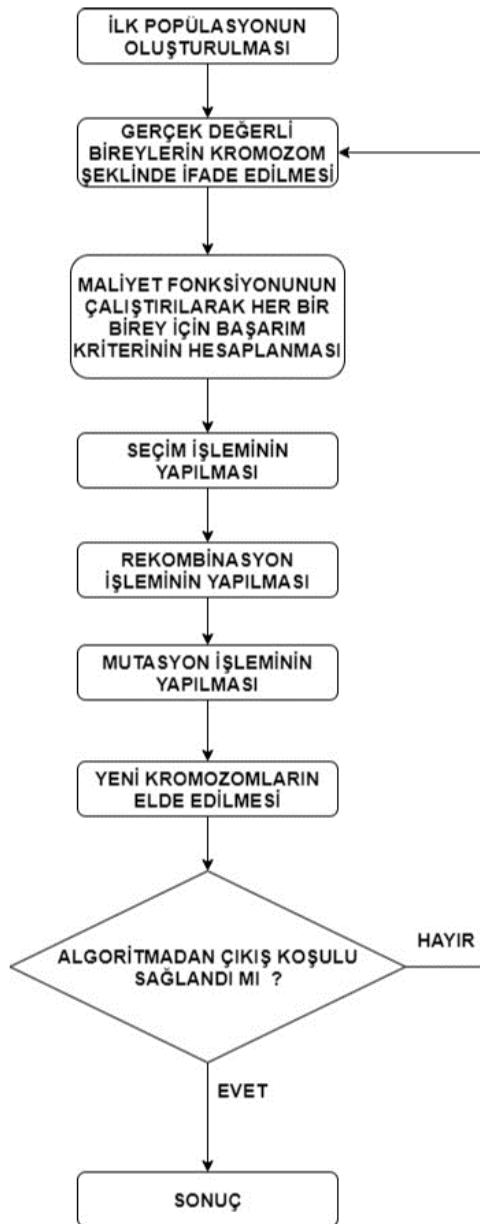 İLK POPÜLASYONUN
OLUŞTURULMASI
GERÇEK DEĞERLİ
BİREYLERİN KROMOZOM
ŞEKLİNDE İFADE EDİLMESİ
MALİYET FONKSİYONUNUN
ÇALIŞTIRILARAK HER BİR
BİREY İÇİN BAŞARIM
KRİTERİNİN HESAPLANMASI
SEÇİM İŞLEMİNİN
YAPILMASI
REKOMBİNASYON
İŞLEMİNİN YAPILMASI
MUTASYON İŞLEMİNİN
YAPILMASI
YENİ KROMOZOMLARIN
ELDE EDİLMESİ
ALGORİTMADAN ÇIKIŞ KOŞULU
SAĞLANDI MI ?
HAYIR
EVET
SONUÇ